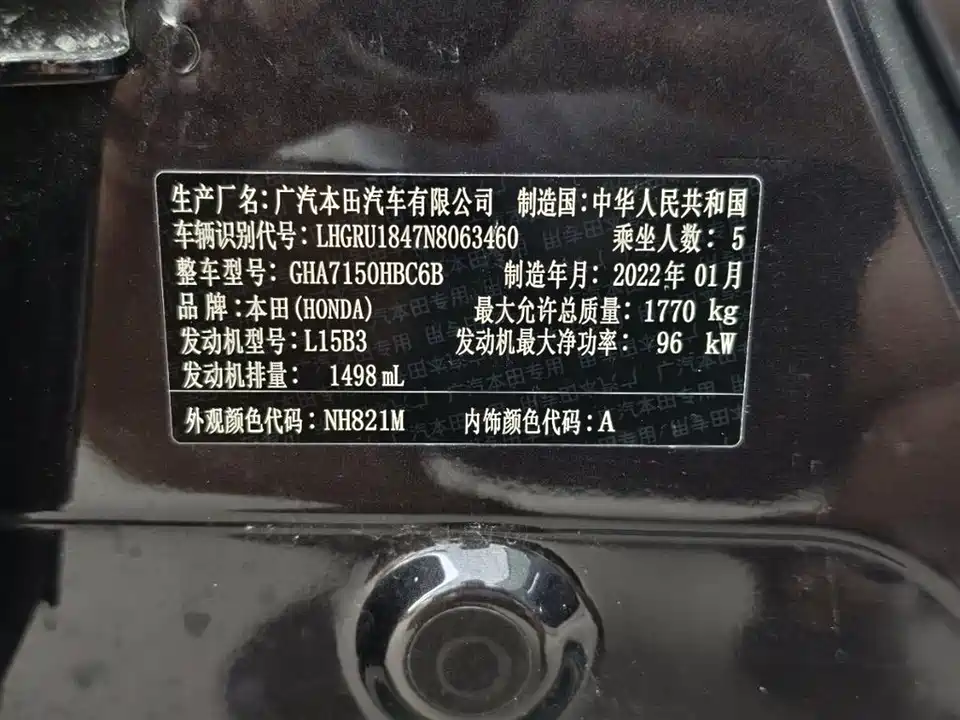 生产厂名:广汽本田汽车有限公司 制造国:中华人民共和国
车辆识别代号:LHGRU1847N8063460 乘坐人数:5
整车型号:GHA7150HBC6B 制造年月:2022年01月
品牌:本田(HONDA) 最大允许总质量:1770 kg
发动机型号:L15B3 发动机最大净功率:96 kW
发动机排量:1498mL
外观颜色代码:NH821M 内饰颜色代码:A